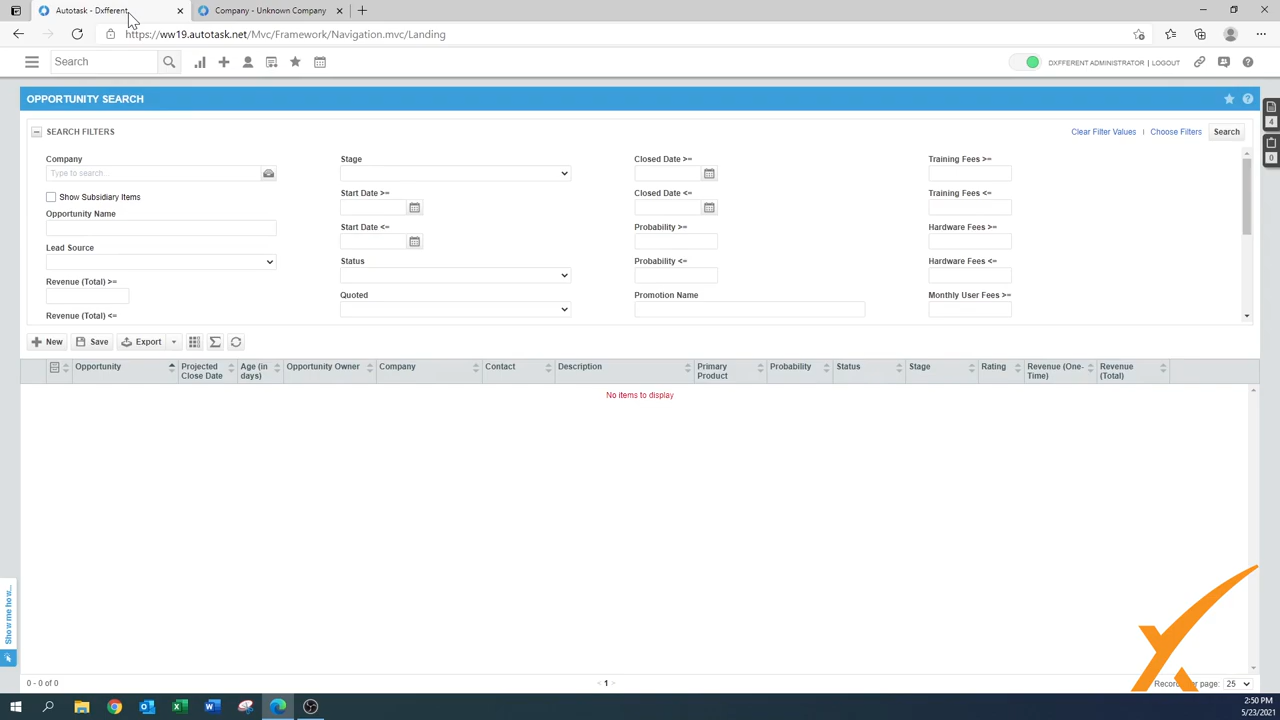 Autotask - Dxfferent
Company - Unknown Company
https://ww19.autotask.net/Mvc/Framework/Navigation.mvc/Landing
Search
DXFFERENT ADMINISTRATOR | LOGOUT
OPPORTUNITY SEARCH
SEARCH FILTERS
Clear Filter Values | Choose Filters
Search
Company
Type to search...
Show Subsidiary Items
Opportunity Name
Lead Source
Revenue (Total) >=
Revenue (Total) <=
Stage
Start Date >=
Start Date <=
Status
Quoted
Closed Date >=
Closed Date <=
Probability >=
Probability <=
Promotion Name
Training Fees >=
Training Fees <=
Hardware Fees >=
Hardware Fees <=
Monthly User Fees >=
4
0
New
Save
Export
Opportunity
Projected
Close Date
Age (in
days)
Opportunity Owner
Company
Contact
Description
Primary
Product
Probability
Status
Stage
Rating
Revenue (One-
Time)
Revenue
(Total)
No items to display
Show me how...
0 - 0 of 0
< 1 >
per page: 25
2:50 PM
5/23/2021